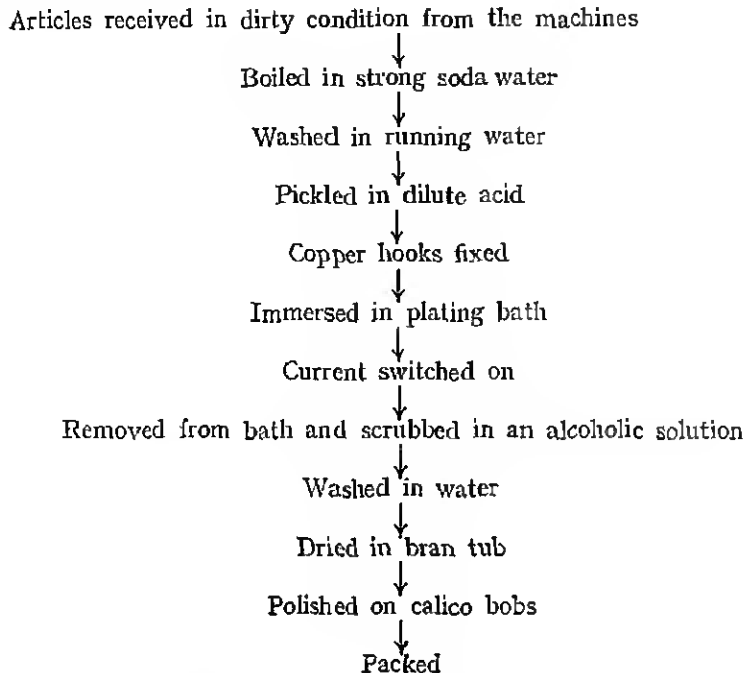 Articles received in dirty condition from the machines
Boiled in strong soda water
Washed in running water
Pickled in dilute acid
Copper hooks fixed
Immersed in plating bath
Current switched on
Removed from bath and scrubbed in an alcoholic solution
Washed in water
Dried in bran tub
Polished on calico bobs
Packed